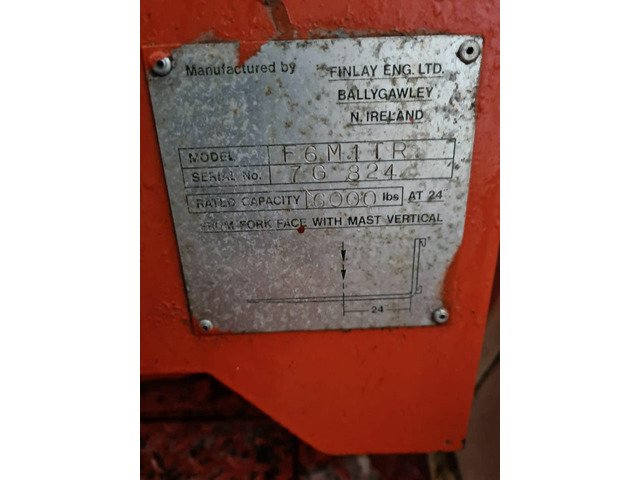 Manufactured by FINLAY ENG. LTD.
BALLYGAWLEY
N. IRELAND
MODEL F6M11R
SERIAL No. 7G 824
RATED CAPACITY 6000 lbs AT 24"
FROM FORK FACE WITH MAST VERTICAL
24